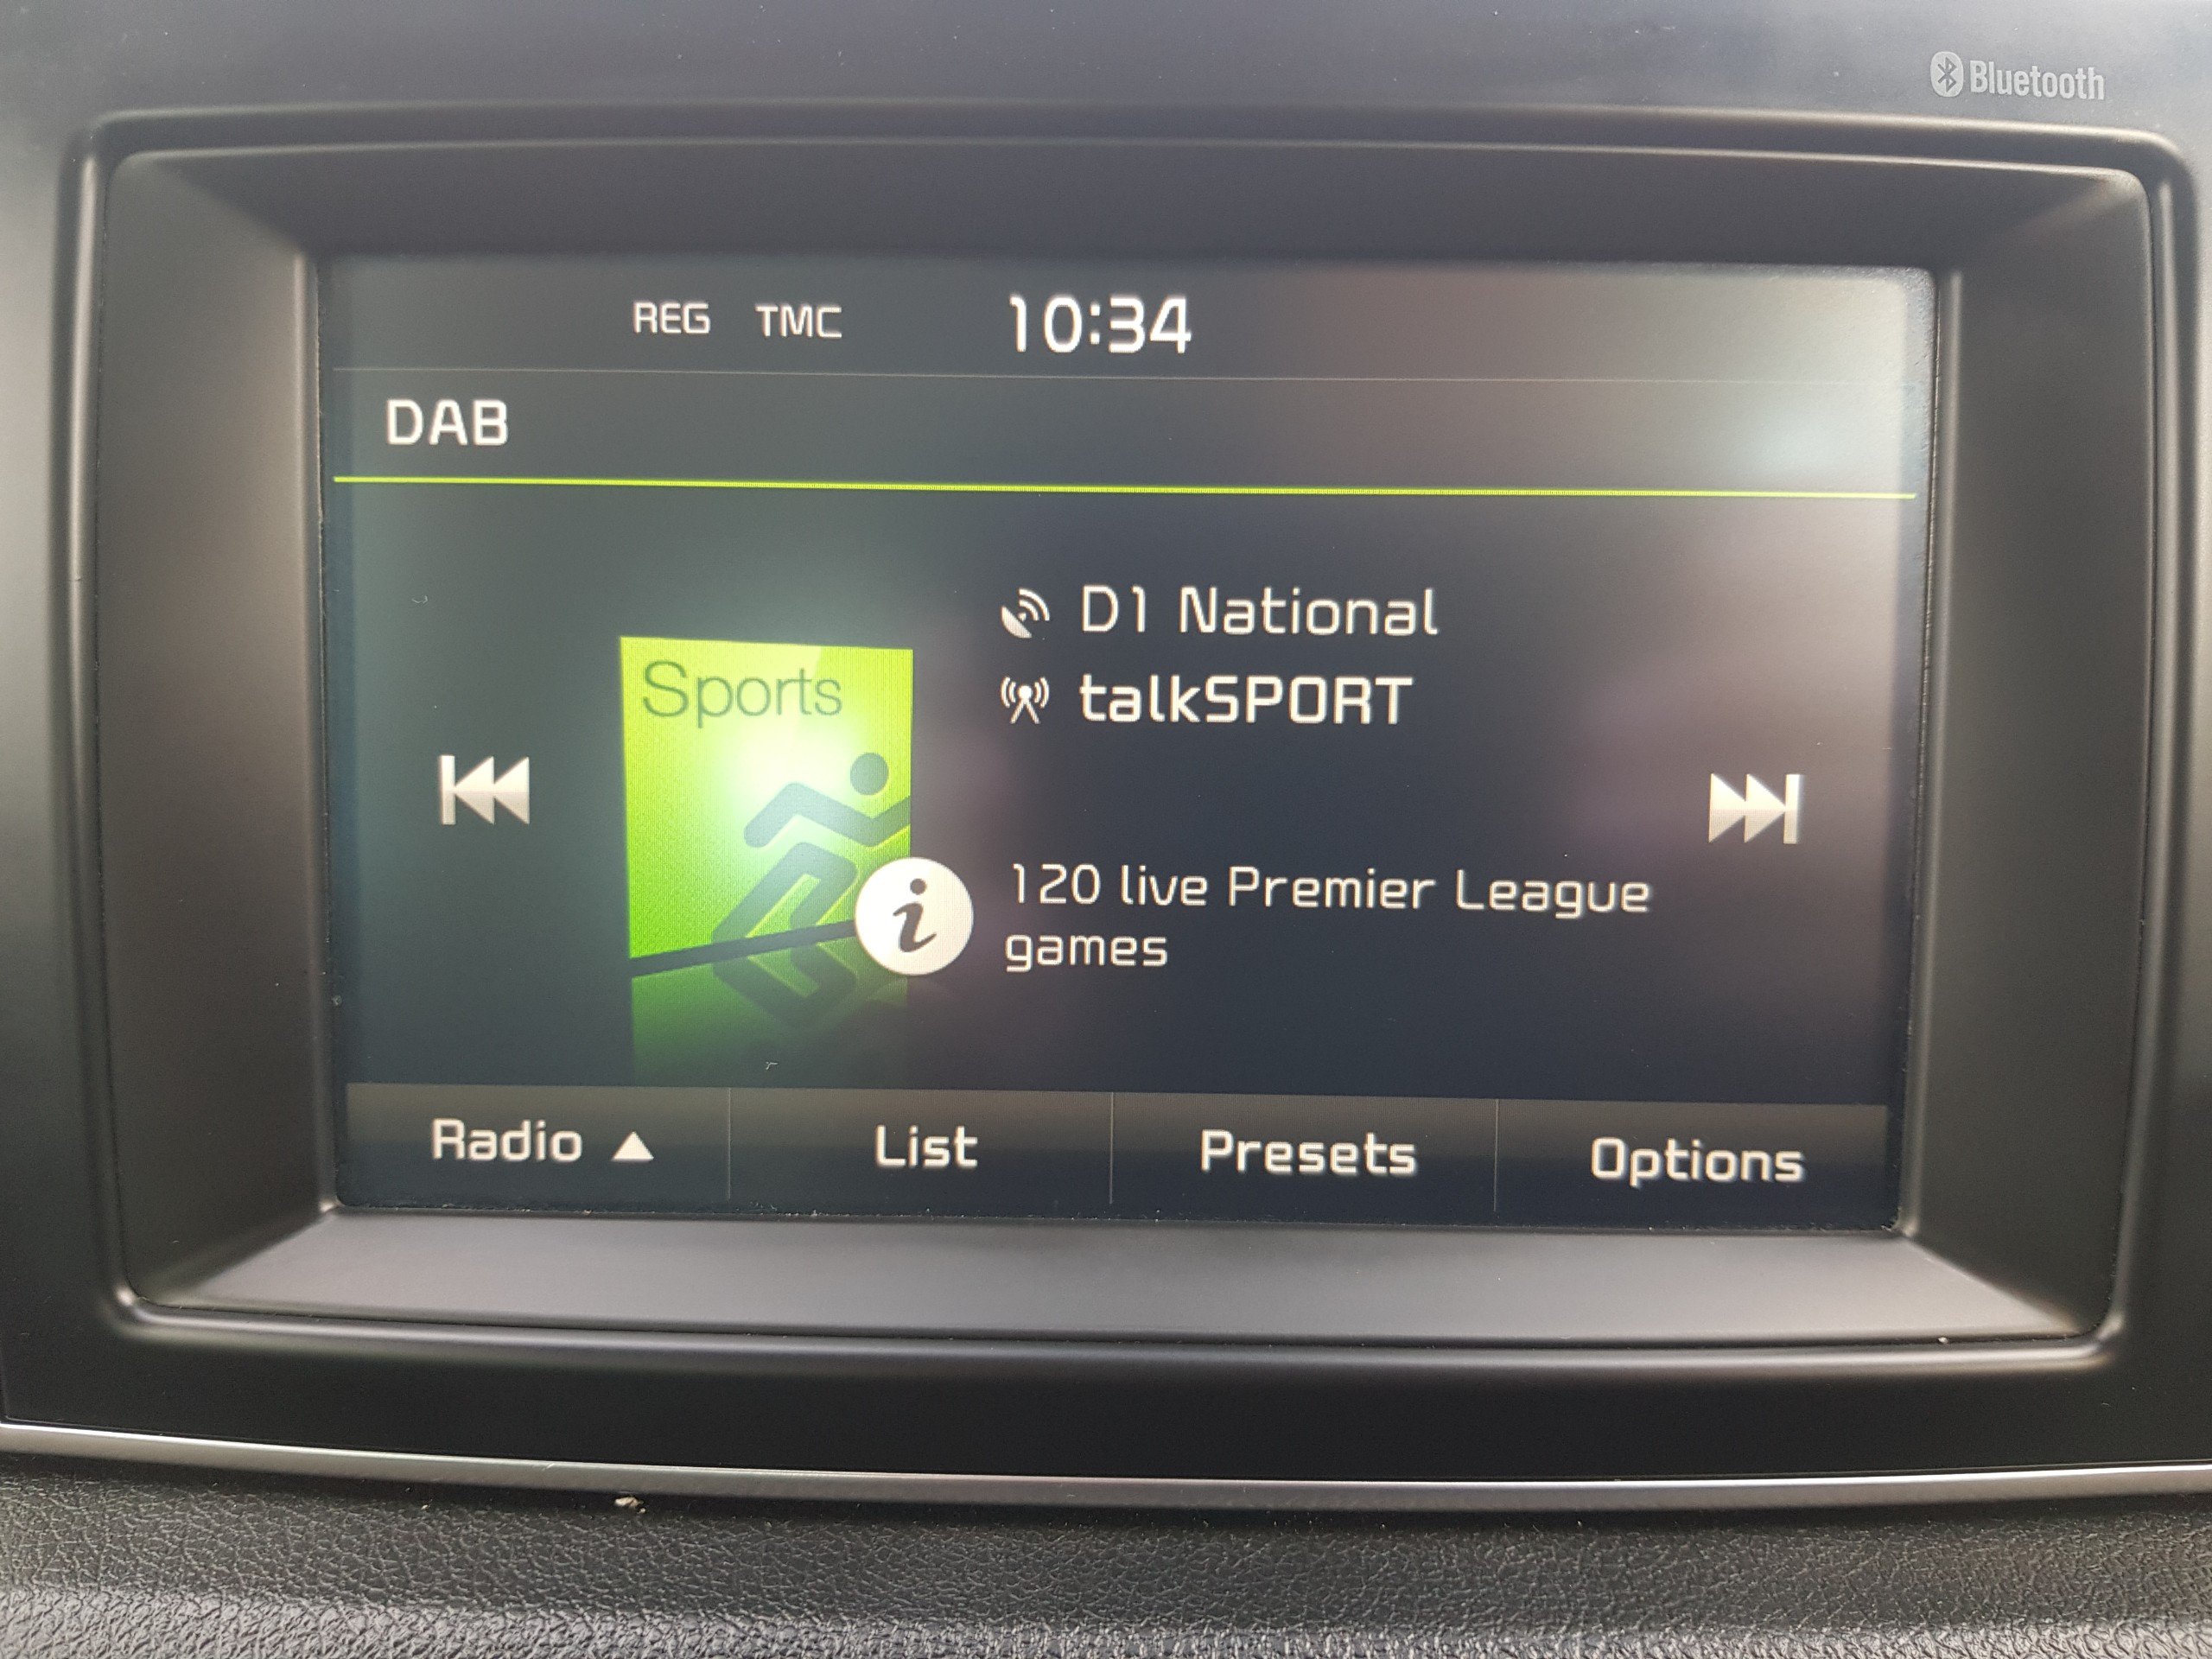 Bluetooth
REG TMC 10:34
DAB
D1 National
Sports
talkSPORT
i
120 live Premier League
games
Radio ▲ List Presets Options